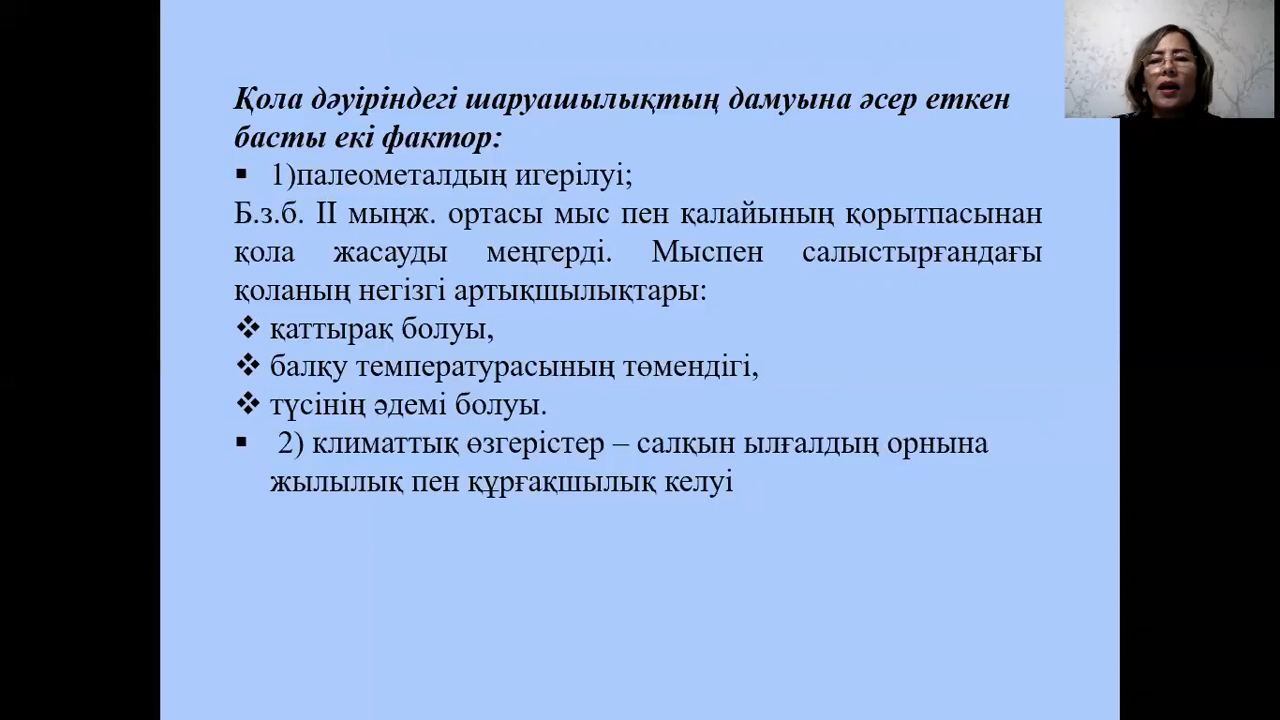 Қола дәуіріндегі шаруашылықтың дамуына әсер еткен
басты екі фактор:
▪ 1)палеометалдың игерілуі;
Б.з.б. II мыңж. ортасы мыс пен қалайының қорытпасынан
қола жасауды меңгерді. Мыспен салыстырғандағы
қоланың негізгі артықшылықтары:
❖ қаттырақ болуы,
❖ балқу температурасының төмендігі,
❖ түсінің әдемі болуы.
▪ 2) климаттық өзгерістер – салқын ылғалдың орнына
жылылық пен құрғақшылық келуі